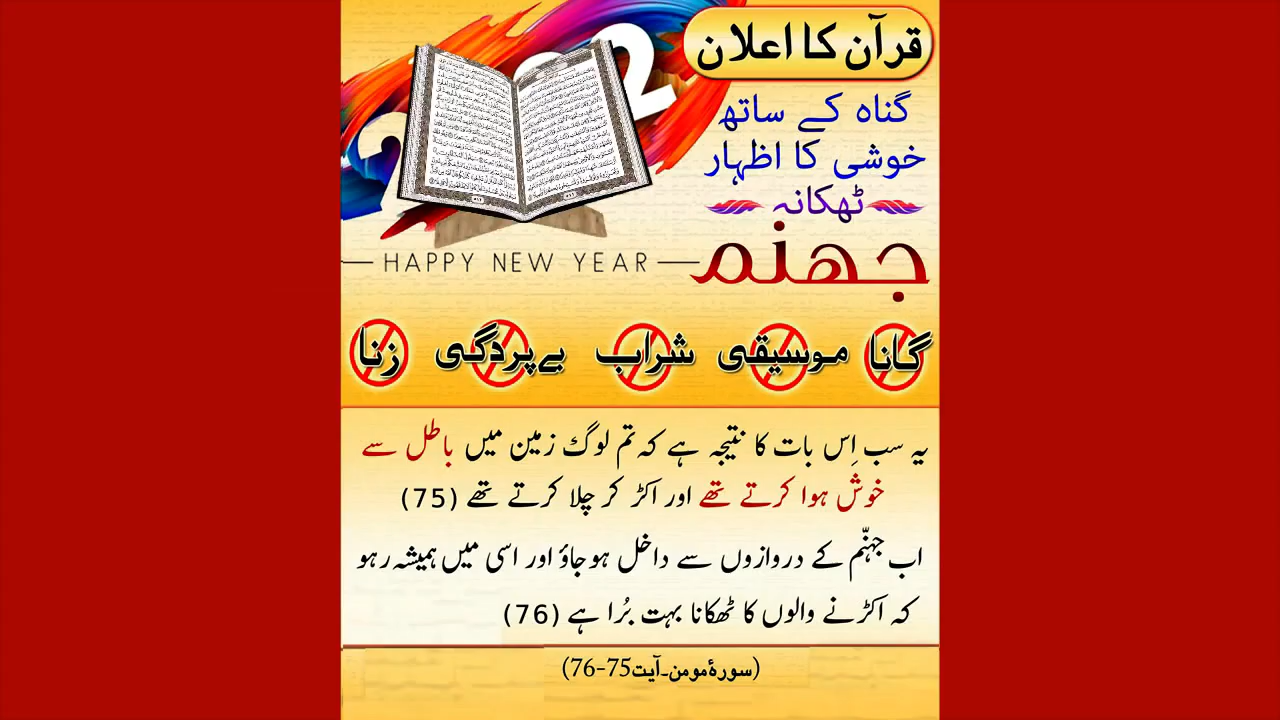 قرآن کا اعلان
گناہ کے ساتھ
خوشی کا اظہار
ٹھکانہ
جہنم
HAPPY NEW YEAR
گانا موسیقی شراب بے پردگی زنا
یہ سب اِس بات کا نتیجہ ہے کہ تم لوگ زمین میں باطل سے
خوش ہوا کرتے تھے اور اکڑ کر چلا کرتے تھے (75)
اب جہنّم کے دروازوں سے داخل ہوجاؤ اور اسی میں ہمیشہ رہو
کہ اکڑنے والوں کا ٹھکانا بہت بُرا ہے (76)
(سورۂ مومن۔آیت75-76)